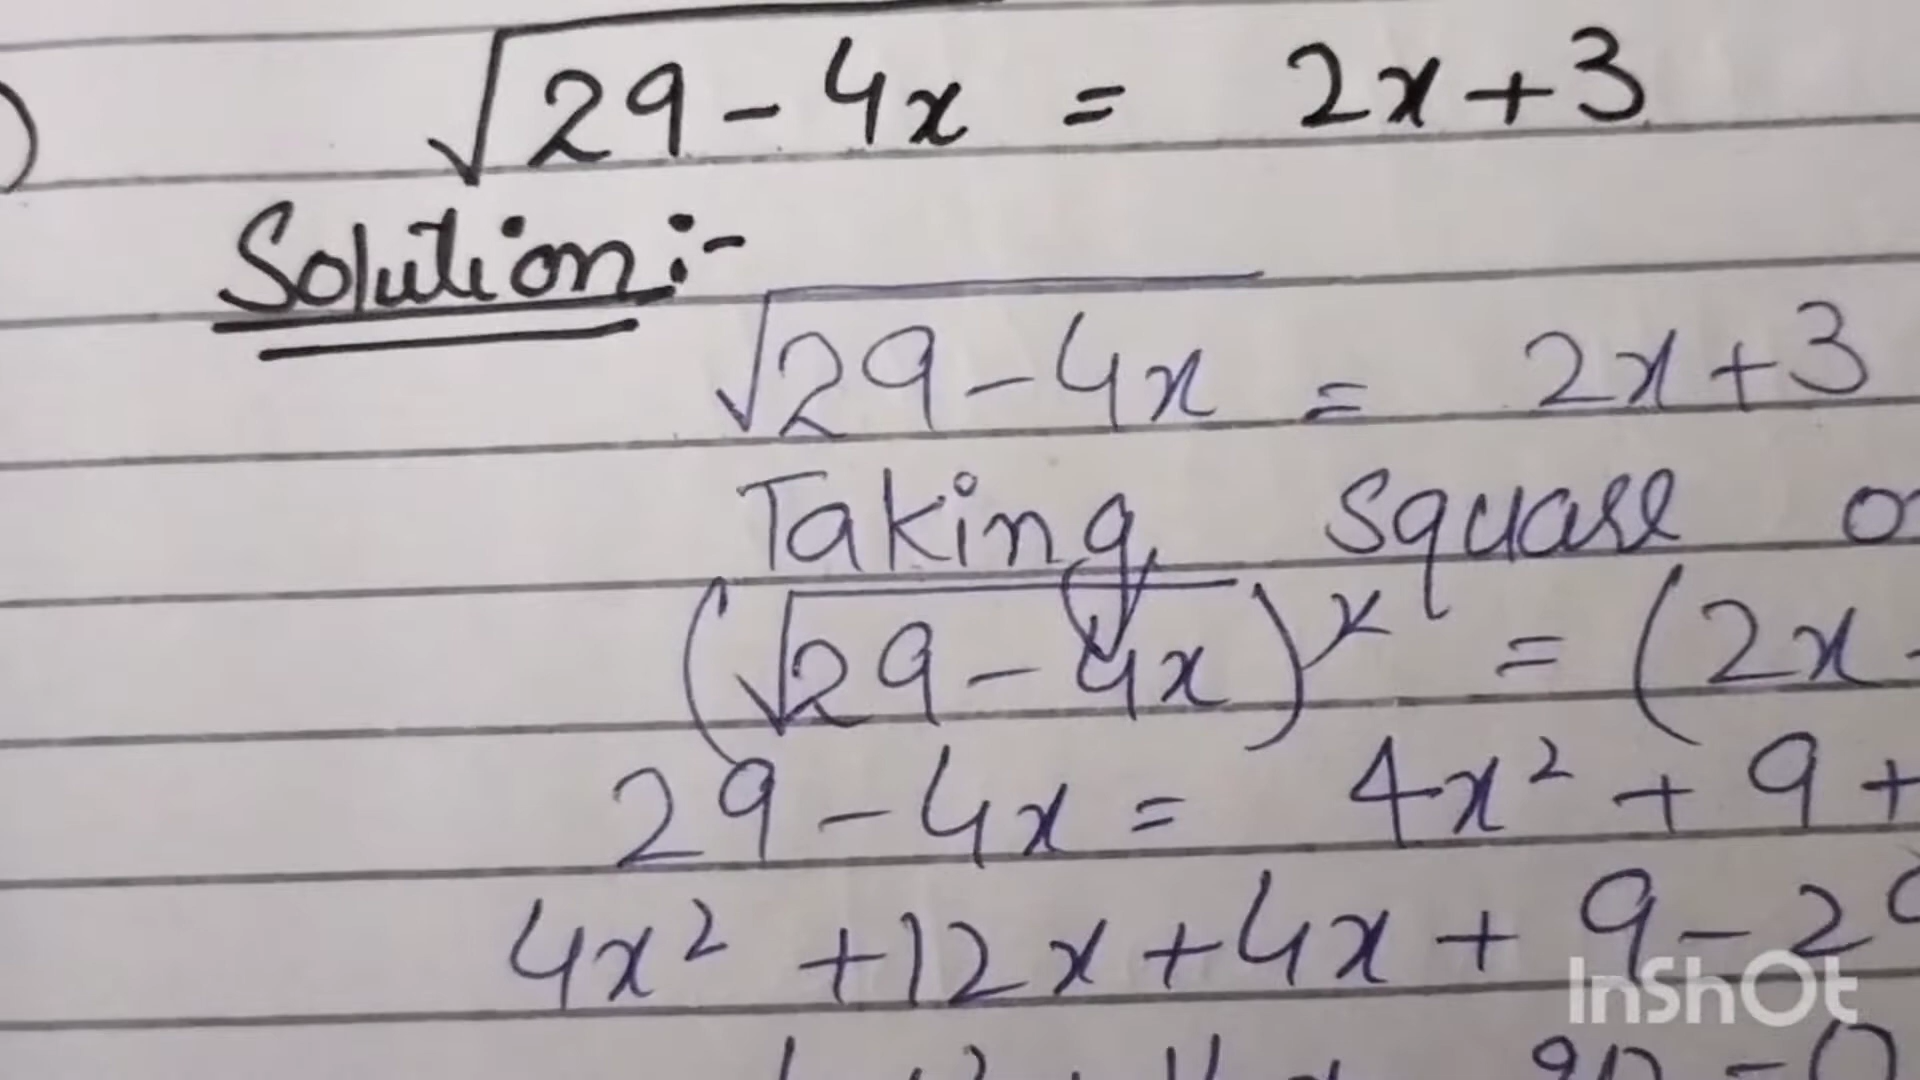 ) √29-4x = 2x+3
Solution:-
√29-4x = 2x+3
Taking square
(√29-4x)² = (2x
29-4x = 4x²+9+
4x²+12x+4x+9-2
InShOt